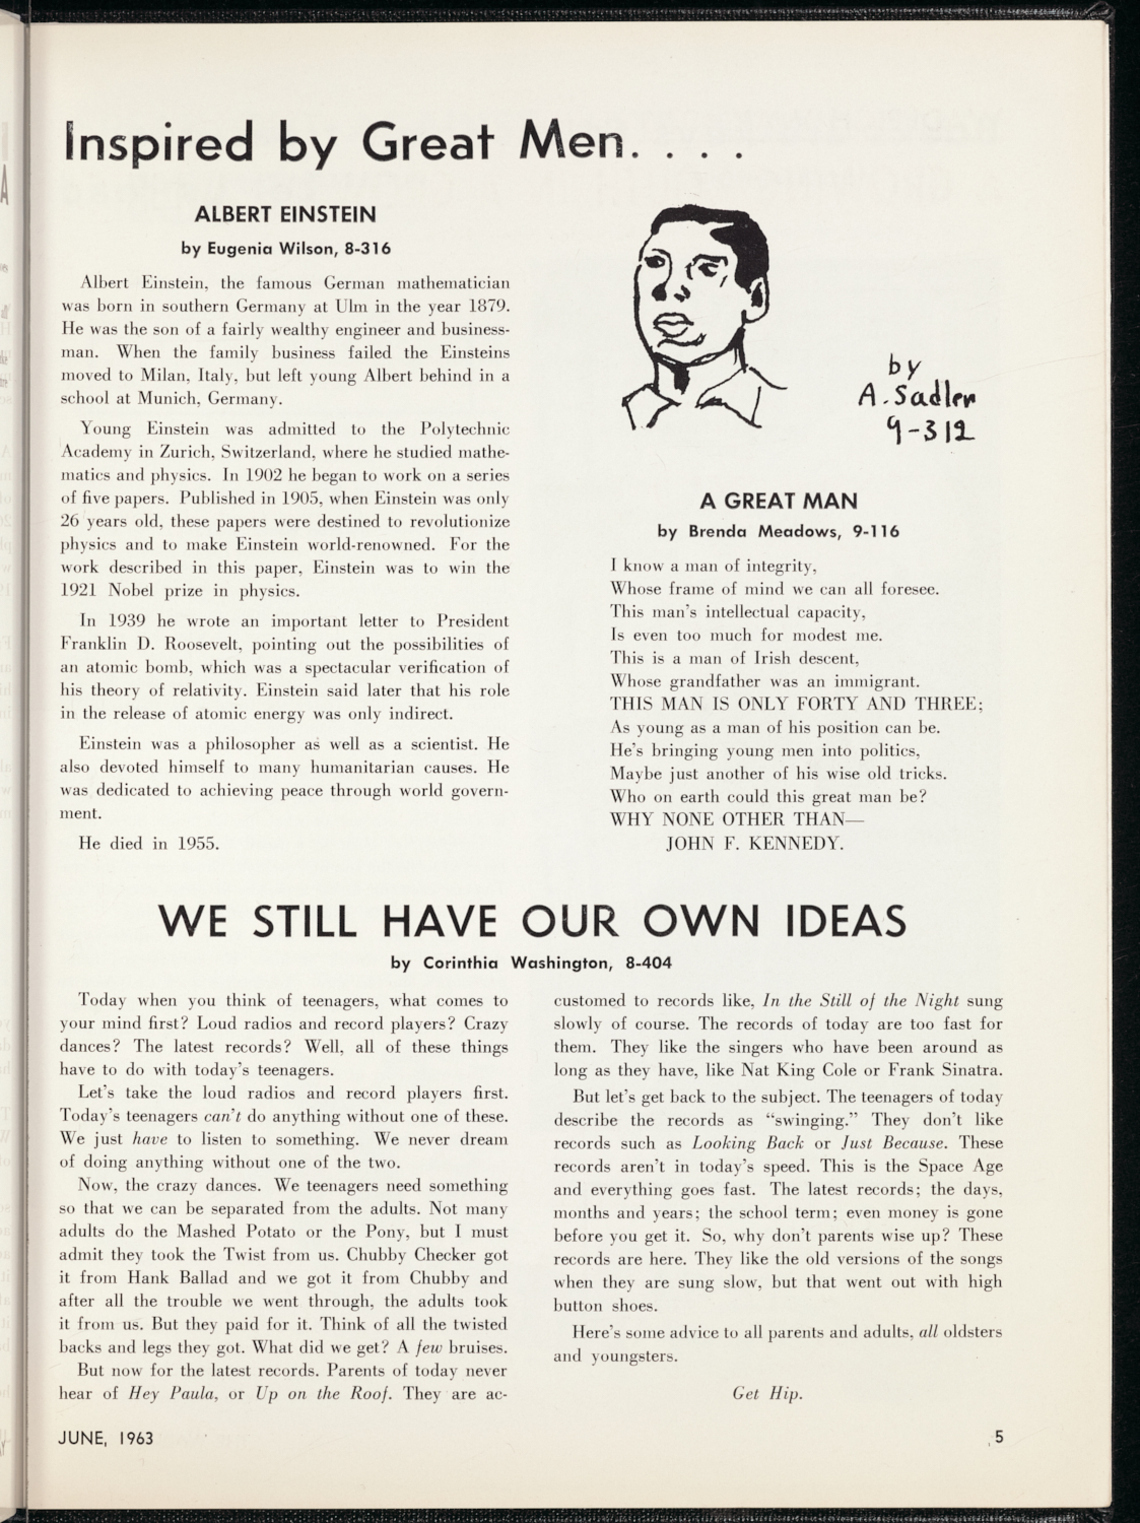 Inspired by Great Men. . . .
ALBERT EINSTEIN
by Eugenia Wilson, 8-316
Albert Einstein, the famous German mathematician
was born in southern Germany at Ulm in the year 1879.
He was the son of a fairly wealthy engineer and business-
man. When the family business failed the Einsteins
moved to Milan, Italy, but left young Albert behind in a
school at Munich, Germany.
Young Einstein was admitted to the Polytechnic
Academy in Zurich, Switzerland, where he studied mathe-
matics and physics. In 1902 he began to work on a series
of five papers. Published in 1905, when Einstein was only
26 years old, these papers were destined to revolutionize
physics and to make Einstein world-renowned. For the
work described in this paper, Einstein was to win the
1921 Nobel prize in physics.
In 1939 he wrote an important letter to President
Franklin D. Roosevelt, pointing out the possibilities of
an atomic bomb, which was a spectacular verification of
his theory of relativity. Einstein said later that his role
in the release of atomic energy was only indirect.
Einstein was a philosopher as well as a scientist. He
also devoted himself to many humanitarian causes. He
was dedicated to achieving peace through world govern-
ment.
He died in 1955.
by
A. Sadler
9-312
A GREAT MAN
by Brenda Meadows, 9-116
I know a man of integrity,
Whose frame of mind we can all foresee.
This man's intellectual capacity,
Is even too much for modest me.
This is a man of Irish descent,
Whose grandfather was an immigrant.
THIS MAN IS ONLY FORTY AND THREE;
As young as a man of his position can be.
He's bringing young men into politics,
Maybe just another of his wise old tricks.
Who on earth could this great man be?
WHY NONE OTHER THAN—
JOHN F. KENNEDY.
WE STILL HAVE OUR OWN IDEAS
by Corinthia Washington, 8-404
Today when you think of teenagers, what comes to
your mind first? Loud radios and record players? Crazy
dances? The latest records? Well, all of these things
have to do with today's teenagers.
Let's take the loud radios and record players first.
Today's teenagers can't do anything without one of these.
We just have to listen to something. We never dream
of doing anything without one of the two.
Now, the crazy dances. We teenagers need something
so that we can be separated from the adults. Not many
adults do the Mashed Potato or the Pony, but I must
admit they took the Twist from us. Chubby Checker got
it from Hank Ballad and we got it from Chubby and
after all the trouble we went through, the adults took
it from us. But they paid for it. Think of all the twisted
backs and legs they got. What did we get? A few bruises.
But now for the latest records. Parents of today never
hear of Hey Paula, or Up on the Roof. They are ac-
customed to records like, In the Still of the Night sung
slowly of course. The records of today are too fast for
them. They like the singers who have been around as
long as they have, like Nat King Cole or Frank Sinatra.
But let's get back to the subject. The teenagers of today
describe the records as "swinging." They don't like
records such as Looking Back or Just Because. These
records aren't in today's speed. This is the Space Age
and everything goes fast. The latest records; the days,
months and years; the school term; even money is gone
before you get it. So, why don't parents wise up? These
records are here. They like the old versions of the songs
when they are sung slow, but that went out with high
button shoes.
Here's some advice to all parents and adults, all oldsters
and youngsters.
Get Hip.
JUNE, 1963
5